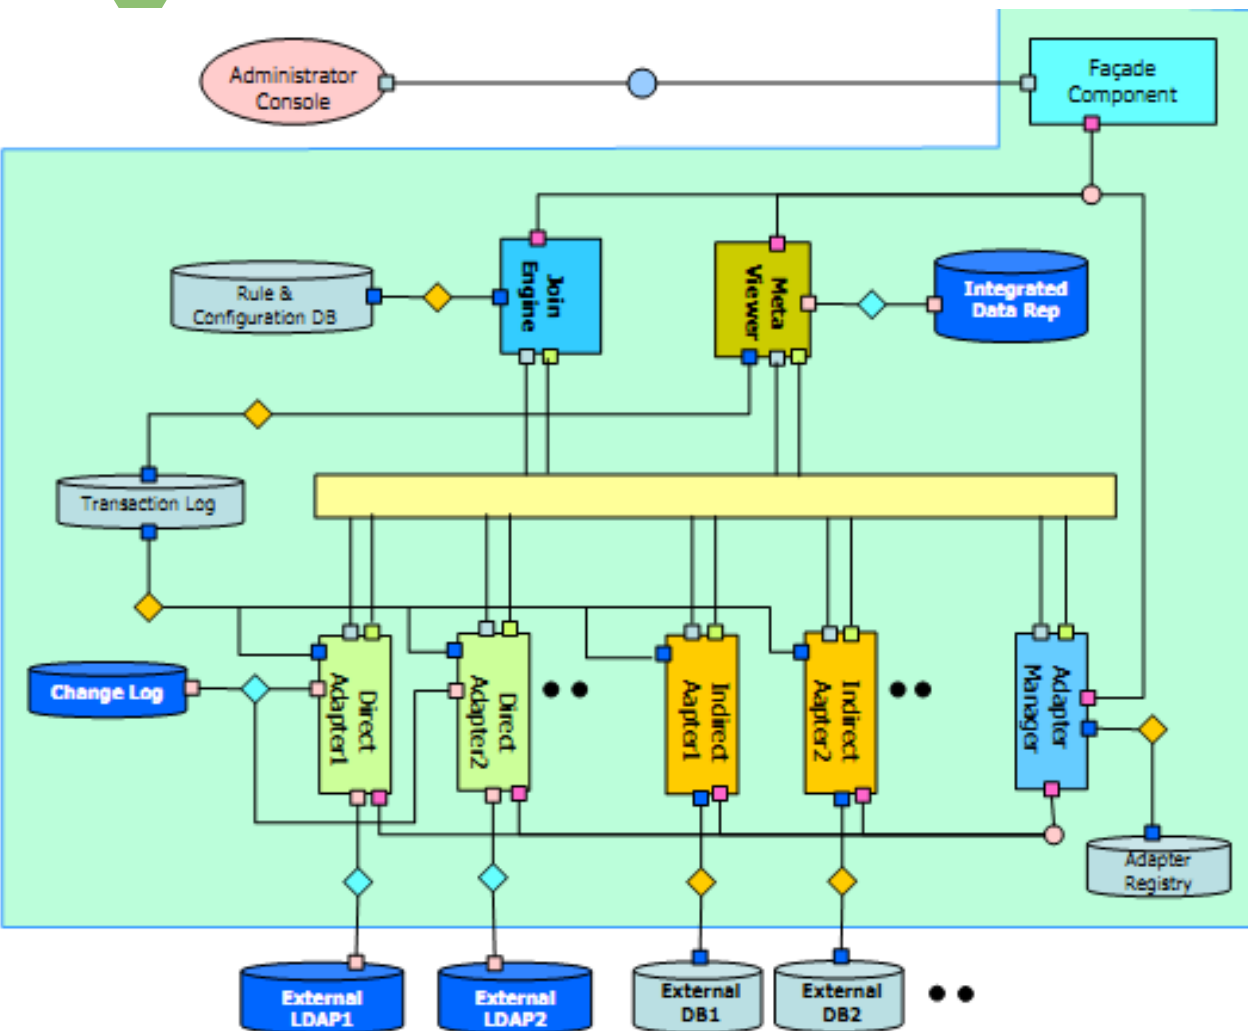 Administrator
Console
Façade
Component
Join
Engine
Meta
Viewer
Rule &
Configuration DB
Integrated
Data Rep
Transaction Log
Change Log
Direct
Adapter1
Direct
Adapter2
Indirect
Aapter1
Indirect
Aapter2
Adapter
Manager
Adapter
Registry
External
LDAP1
External
LDAP2
External
DB1
External
DB2